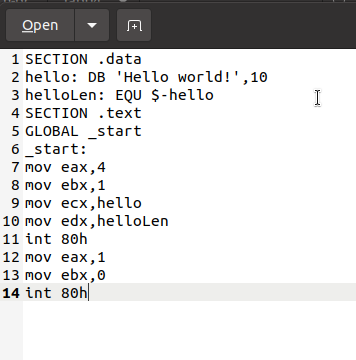 Open
1 SECTION .data
2 hello: DB 'Hello world!',10
3 helloLen: EQU $-hello
4 SECTION .text
5 GLOBAL _start
6 _start:
7 mov eax,4
8 mov ebx,1
9 mov ecx,hello
10 mov edx,helloLen
11 int 80h
12 mov eax,1
13 mov ebx,0
14 int 80h